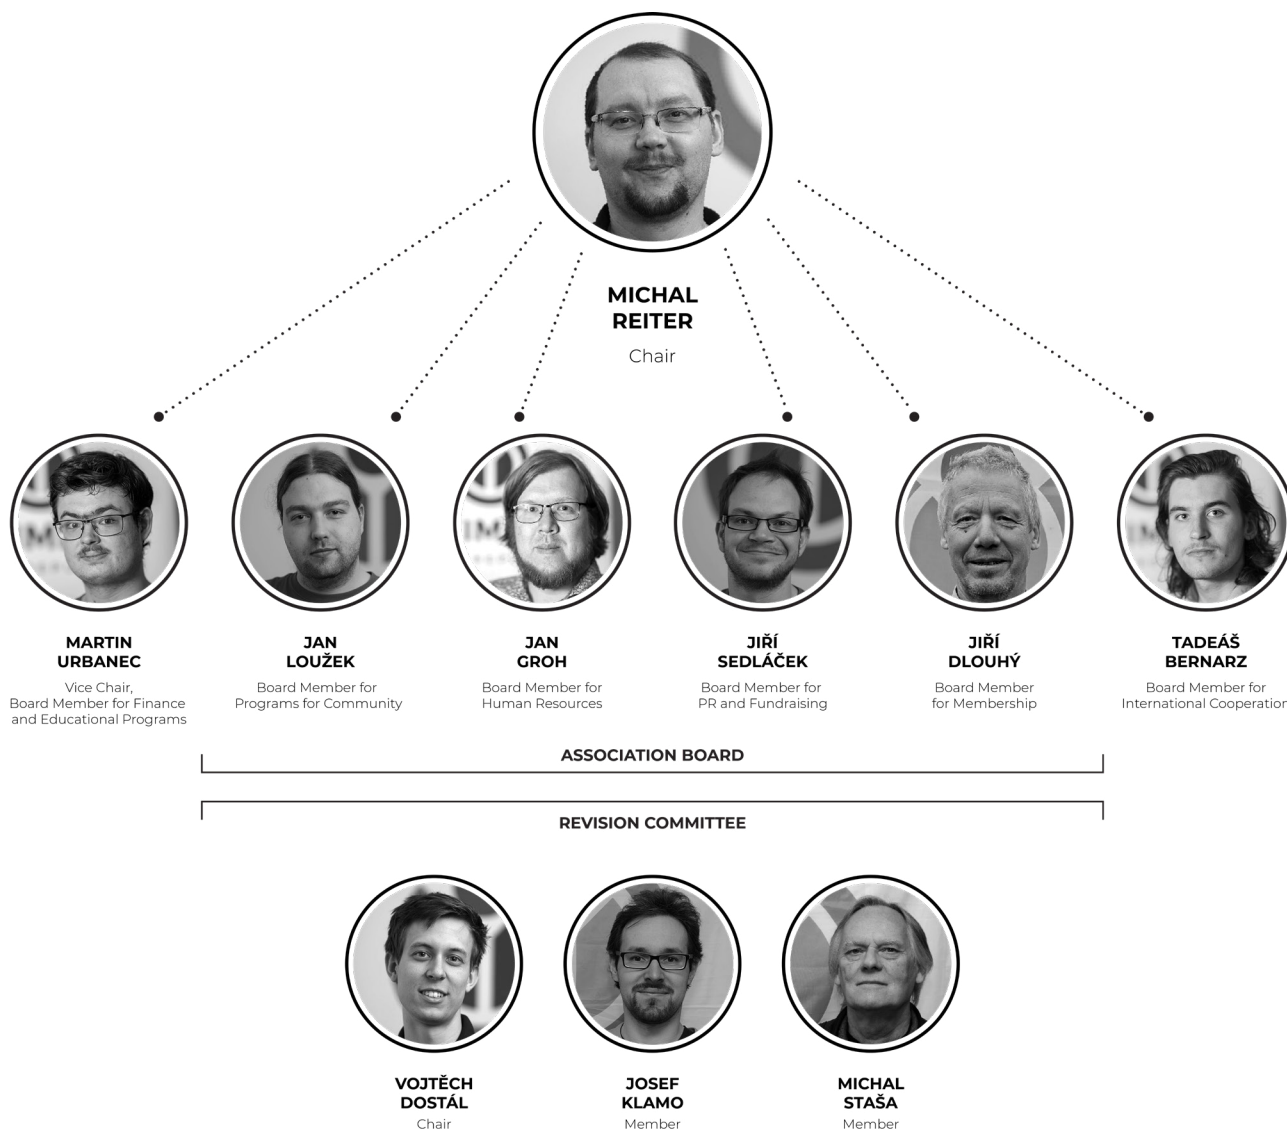 MICHAL
REITER
Chair
MARTIN
URBANEC
Vice Chair,
Board Member for Finance
and Educational Programs
JAN
LOUŽEK
Board Member for
Programs for Community
JAN
GROH
Board Member for
Human Resources
JIŘÍ
SEDLÁČEK
Board Member for
PR and Fundraising
JIŘÍ
DLOUHÝ
Board Member
for Membership
TADEÁŠ
BERNARZ
Board Member for
International Cooperation
ASSOCIATION BOARD
REVISION COMMITTEE
VOJTĚCH
DOSTÁL
Chair
JOSEF
KLAMO
Member
MICHAL
STAŠA
Member